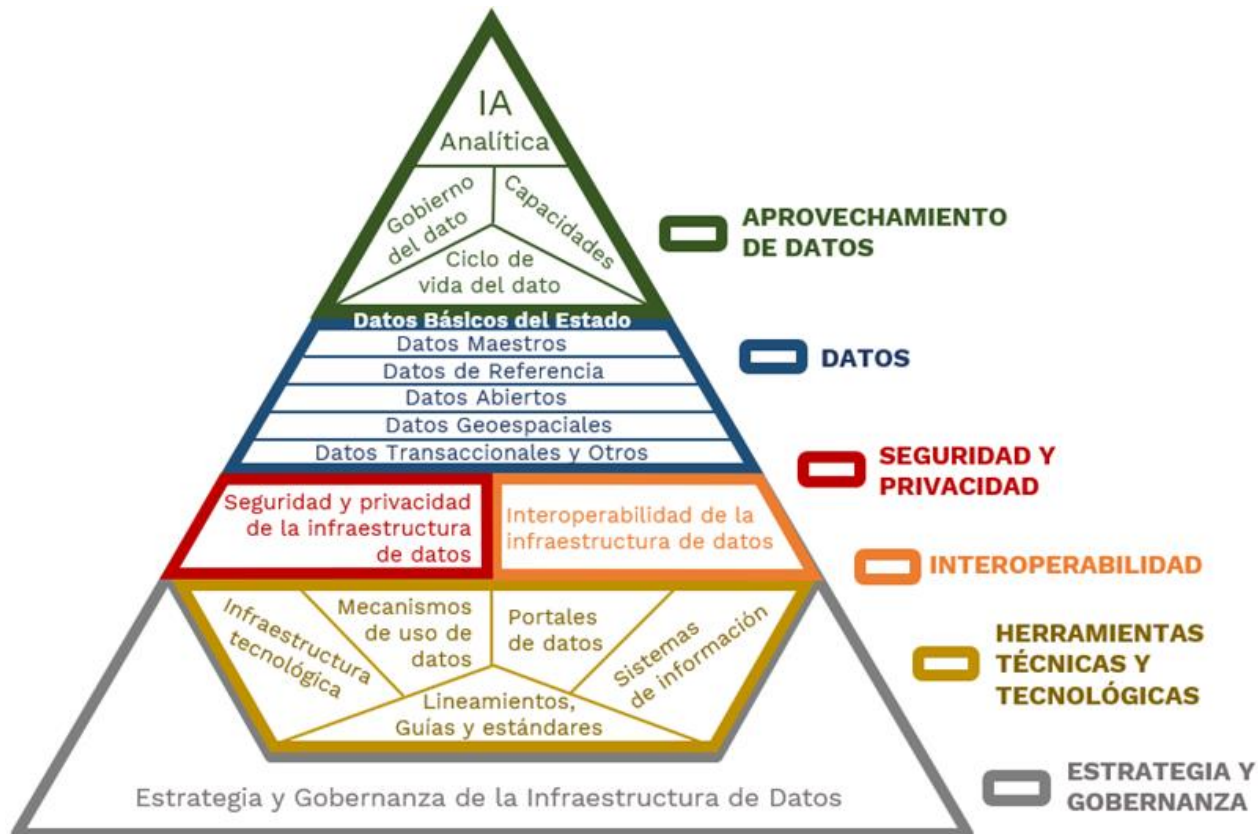 IA
Analítica
Gobierno
del dato
Capacidades
Ciclo de
vida del dato
APROVECHAMIENTO
DE DATOS
Datos Básicos del Estado
Datos Maestros
Datos de Referencia
Datos Abiertos
Datos Geoespaciales
Datos Transaccionales y Otros
DATOS
Seguridad y privacidad
de la infraestructura
de datos
Interoperabilidad de la
infraestructura de datos
SEGURIDAD Y
PRIVACIDAD
INTEROPERABILIDAD
Infraestructura
tecnológica
Mecanismos
de uso de
datos
Portales
de datos
Sistemas
de información
Lineamientos,
Guías y estándares
HERRAMIENTAS
TÉCNICAS Y
TECNOLÓGICAS
Estrategia y Gobernanza de la Infraestructura de Datos
ESTRATEGIA Y
GOBERNANZA